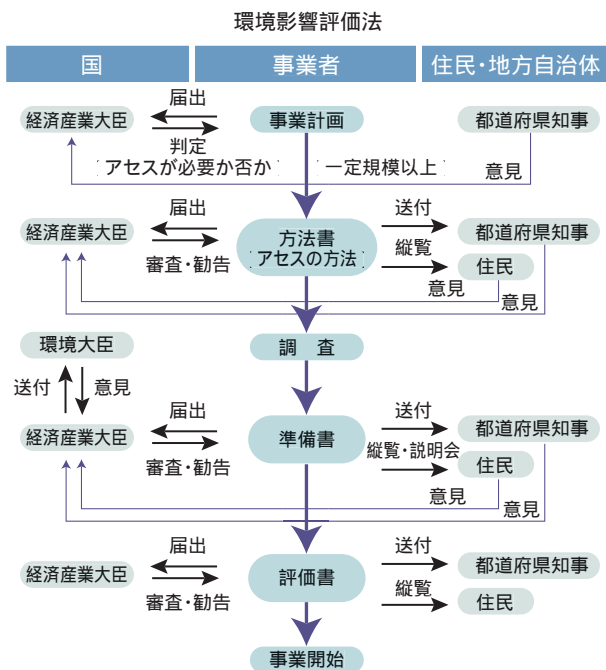 環境影響評価法
国 事業者 住民・地方自治体
届出
経済産業大臣 事業計画 都道府県知事
判定
アセスが必要か否か 一定規模以上 意見
届出 送付
経済産業大臣 方法書 都道府県知事
アセスの方法 縦覧
審査・勧告 住民
意見
意見
環境大臣 調 査
送付 意見
届出 送付
経済産業大臣 準備書 都道府県知事
縦覧・説明会
審査・勧告 住民
意見
意見
届出 送付
経済産業大臣 評価書 都道府県知事
縦覧
審査・勧告 住民
事業開始